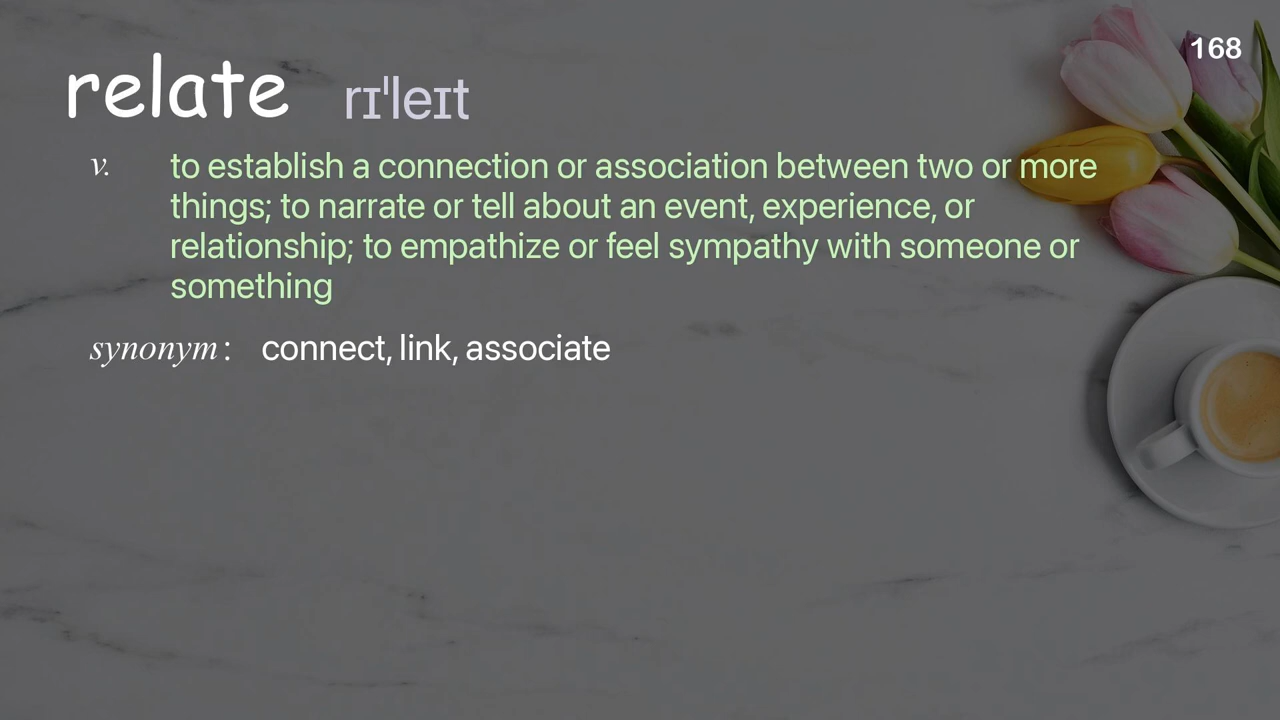 168
relate rɪˈleɪt
v. to establish a connection or association between two or more
things; to narrate or tell about an event, experience, or
relationship; to empathize or feel sympathy with someone or
something
synonym : connect, link, associate